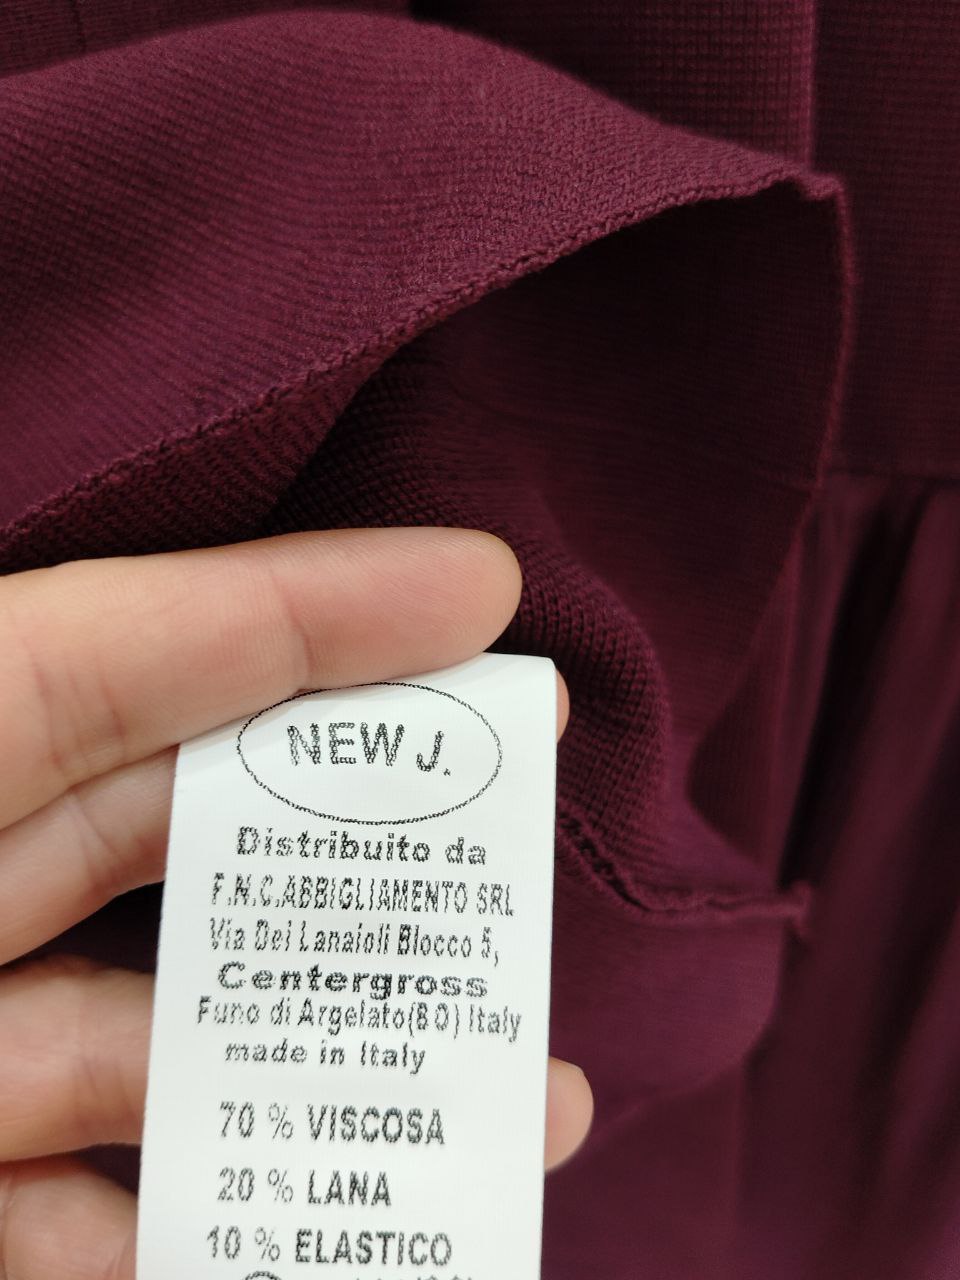 NEW J.
Distribuito da
F.N.C.ABBIGLIAMENTO SRL
Via Dei Lanaioli Blocco 5,
Centergross
Funo di Argelato(BO) Italy
made in Italy
70 % VISCOSA
20 % LANA
10 % ELASTICO